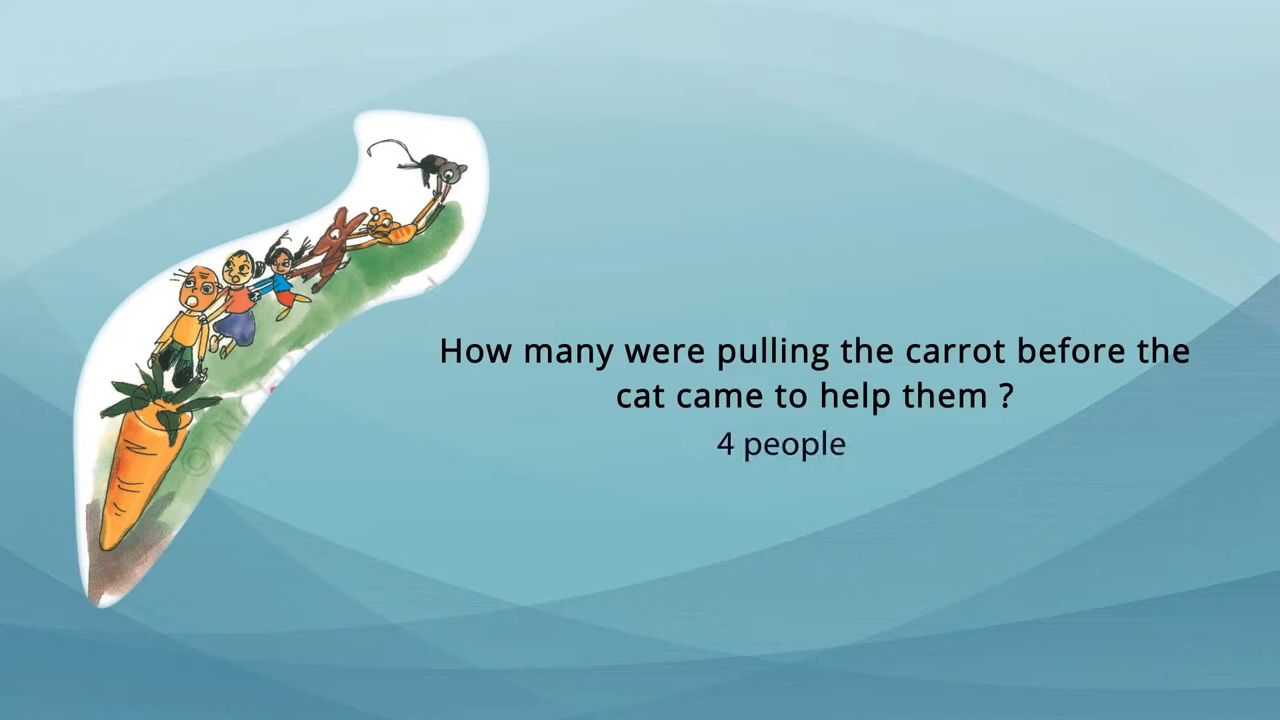 How many were pulling the carrot before the
cat came to help them ?
4 people